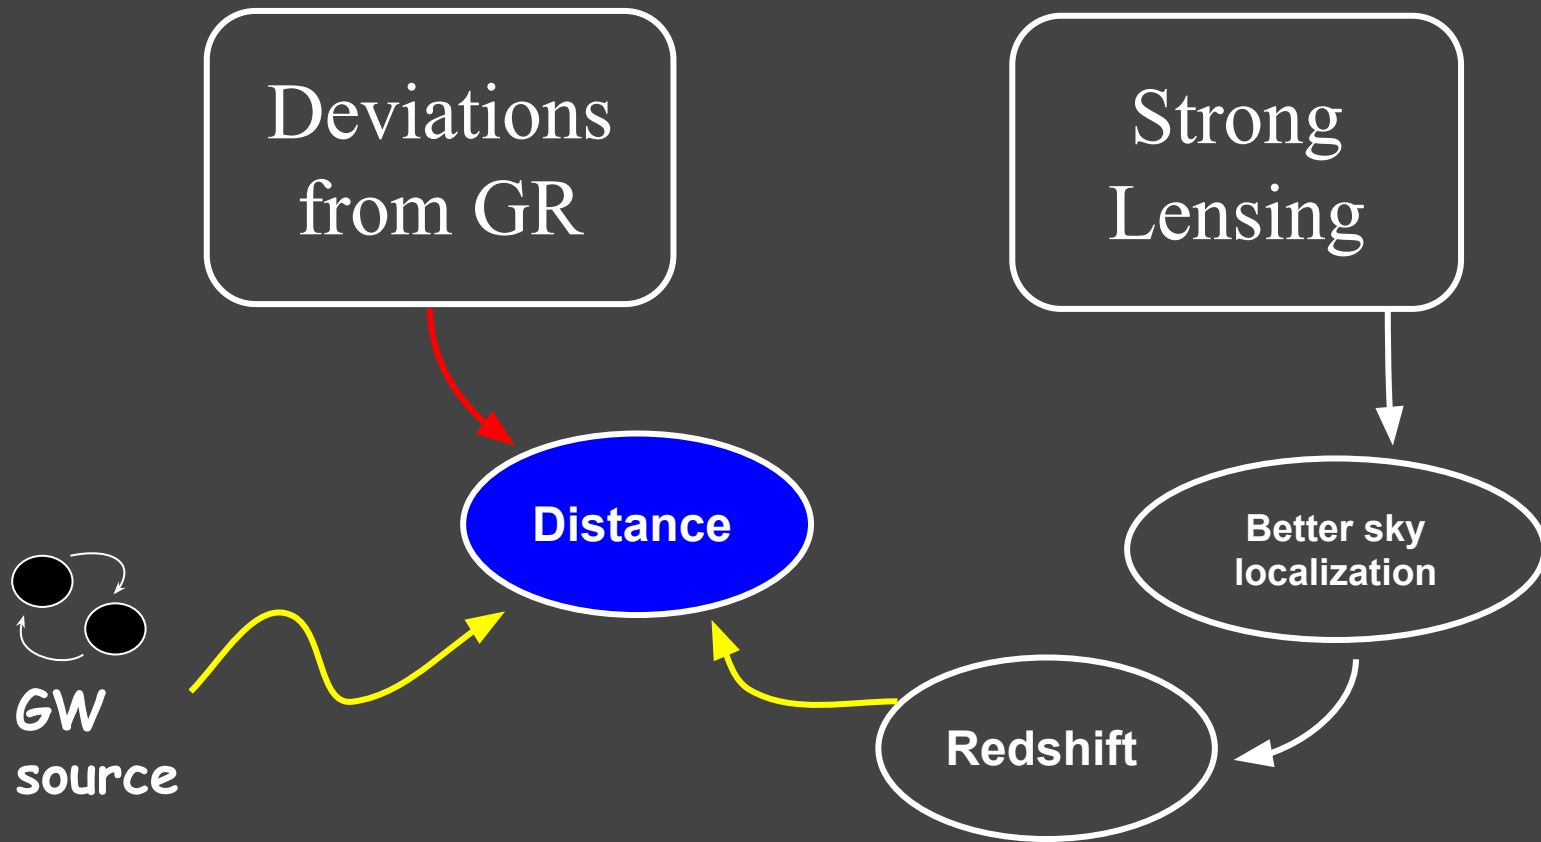 Deviations
from GR
Strong
Lensing
Distance
Better sky
localization
GW
source
Redshift